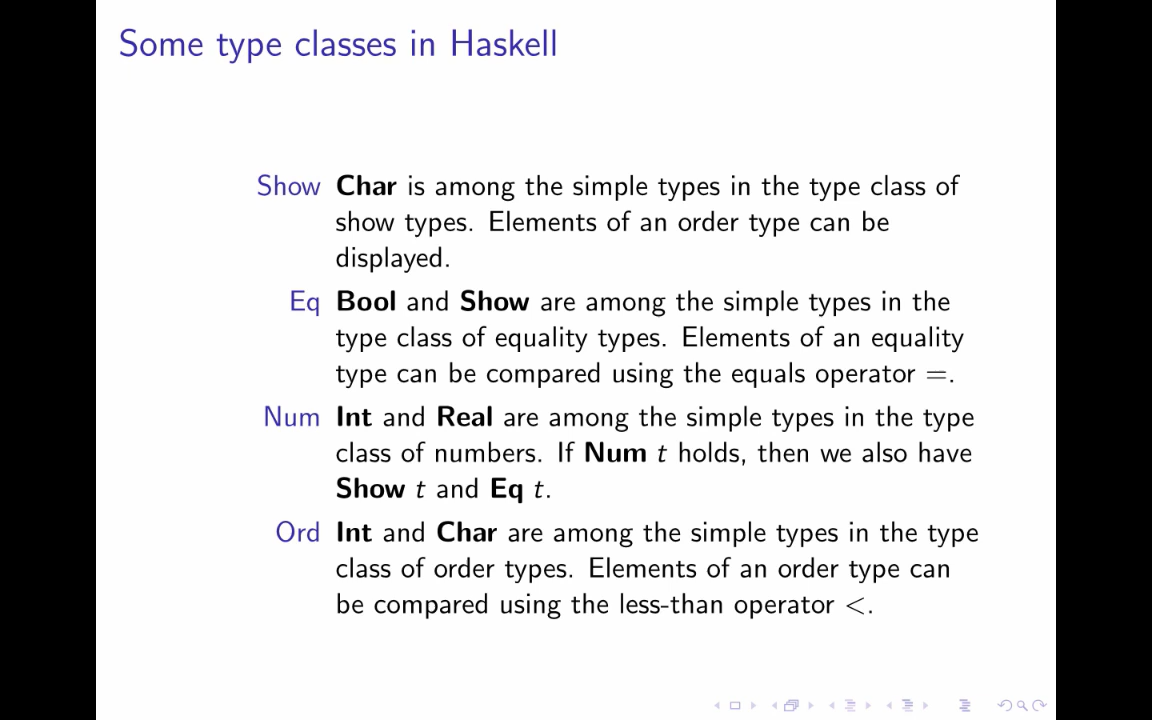 Some type classes in Haskell
Show Char is among the simple types in the type class of
show types. Elements of an order type can be
displayed.
Eq Bool and Show are among the simple types in the
type class of equality types. Elements of an equality
type can be compared using the equals operator =.
Num Int and Real are among the simple types in the type
class of numbers. If Num t holds, then we also have
Show t and Eq t.
Ord Int and Char are among the simple types in the type
class of order types. Elements of an order type can
be compared using the less-than operator <.